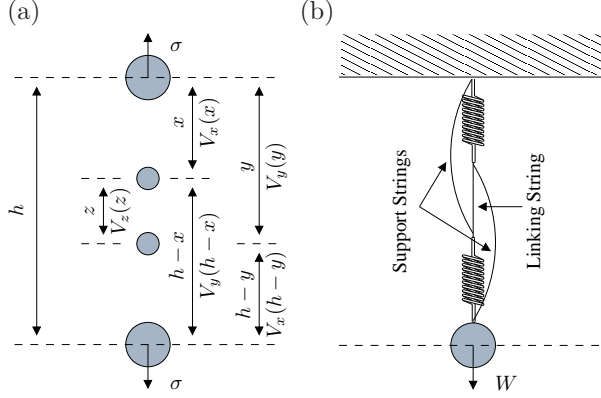 (a)
(b)
σ
x
V_x(x)
y
V_y(y)
h
z
V_z(z)
h − x
V_y(h − x)
h − y
V_x(h − y)
σ
Support Strings
Linking String
W